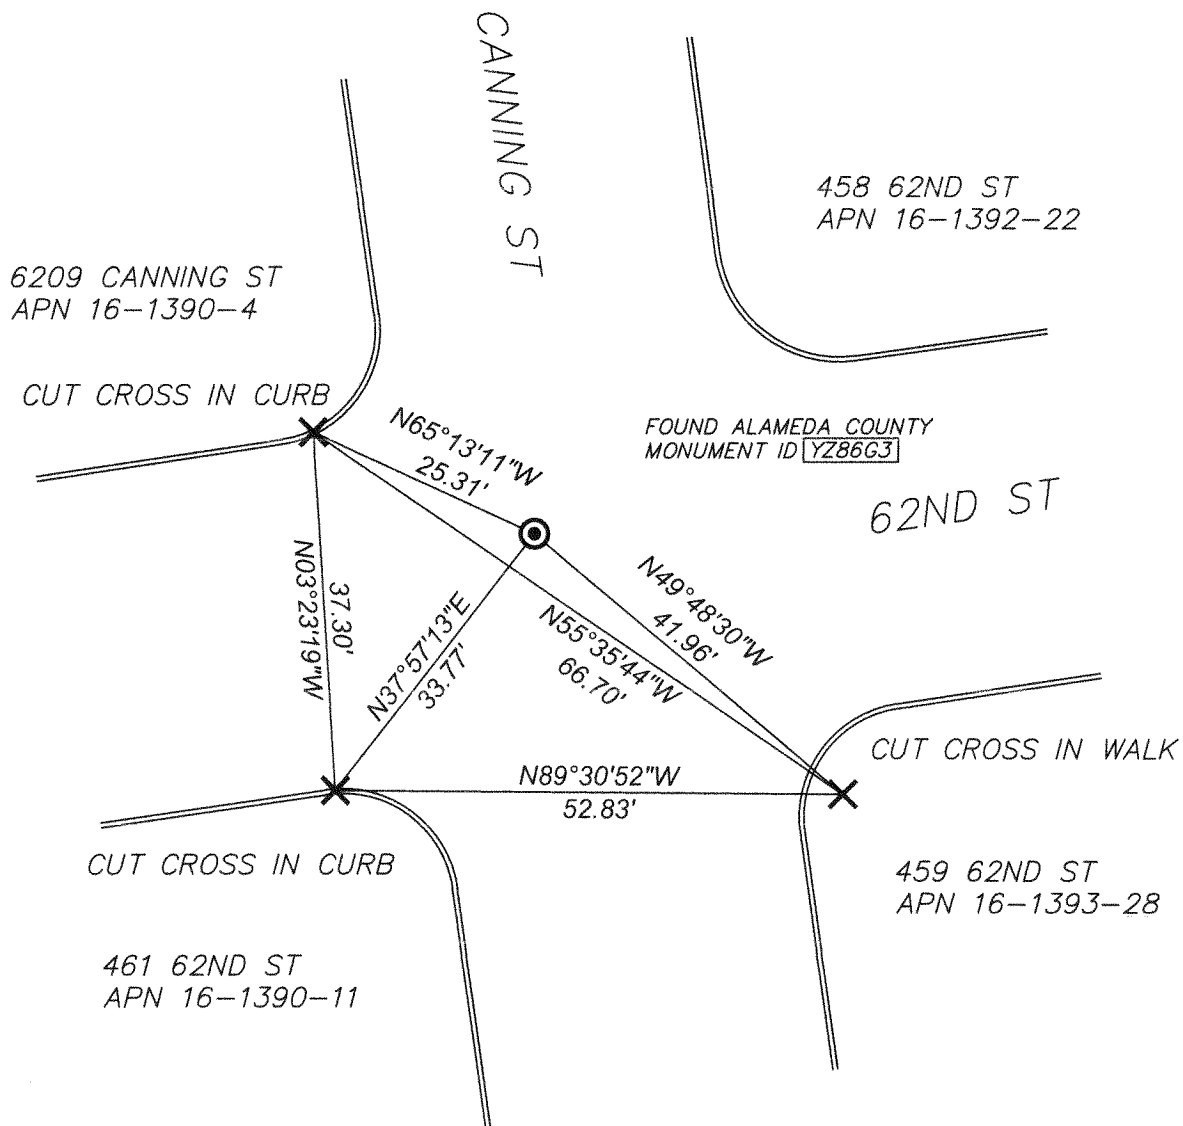 CANNING ST
458 62ND ST
APN 16-1392-22
6209 CANNING ST
APN 16-1390-4
CUT CROSS IN CURB
N65°13'11"W
25.31'
FOUND ALAMEDA COUNTY
MONUMENT ID YZ86G3
62ND ST
N03°23'19"W
37.30'
N37°57'13"E
33.77'
N49°48'30"W
41.96'
N55°35'44"W
66.70'
CUT CROSS IN WALK
N89°30'52"W
52.83'
CUT CROSS IN CURB
459 62ND ST
APN 16-1393-28
461 62ND ST
APN 16-1390-11